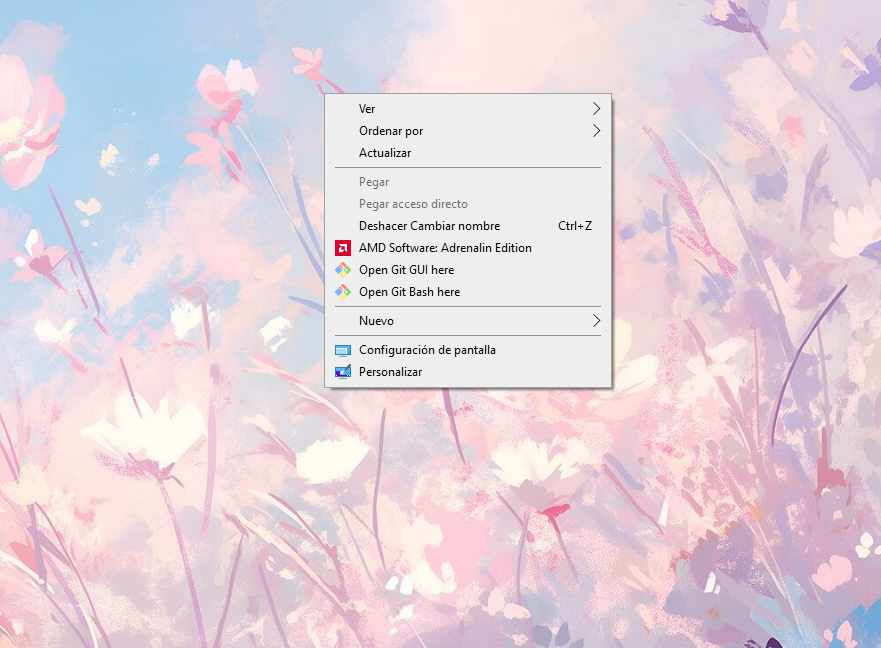 Ver
Ordenar por
Actualizar
Pegar
Pegar acceso directo
Deshacer Cambiar nombre Ctrl+Z
AMD Software: Adrenalin Edition
Open Git GUI here
Open Git Bash here
Nuevo
Configuración de pantalla
Personalizar